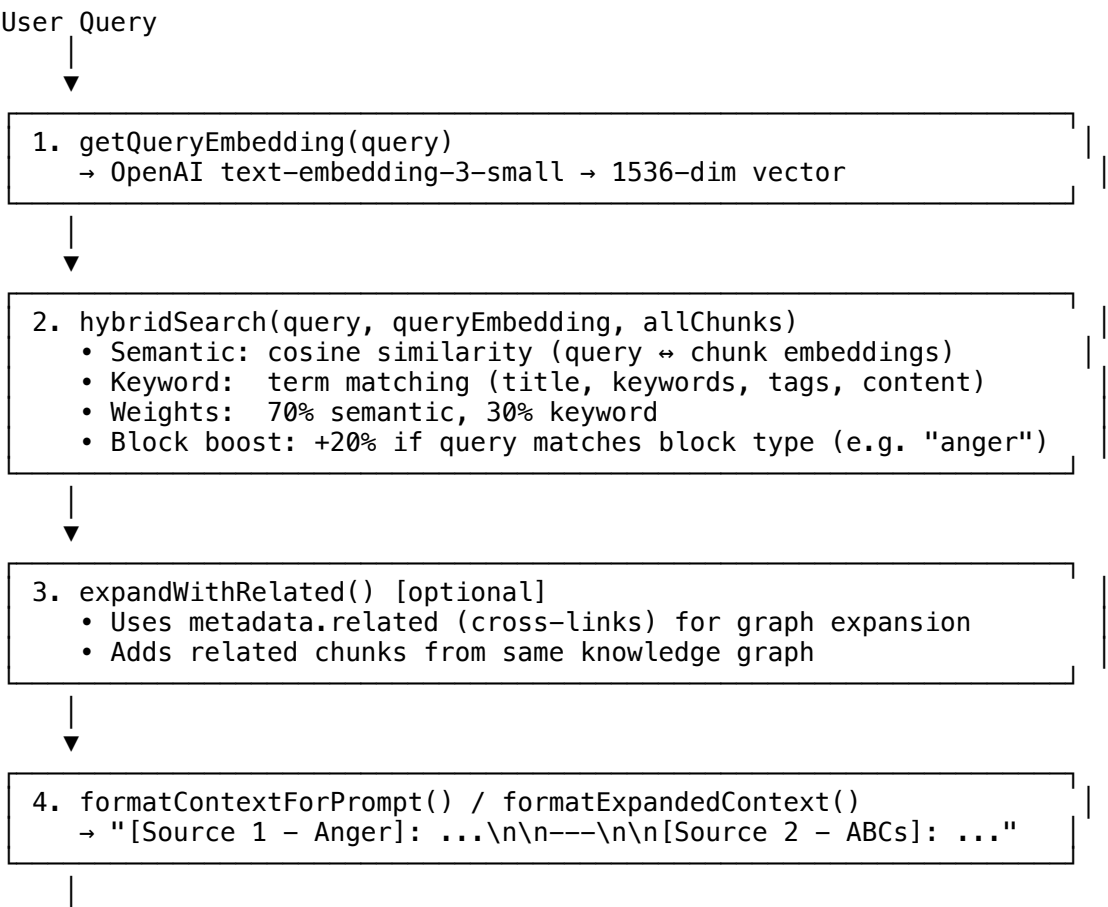 User Query
1. getQueryEmbedding(query)
→ OpenAI text-embedding-3-small → 1536-dim vector
2. hybridSearch(query, queryEmbedding, allChunks)
• Semantic: cosine similarity (query ↔ chunk embeddings)
• Keyword:  term matching (title, keywords, tags, content)
• Weights:  70% semantic, 30% keyword
• Block boost: +20% if query matches block type (e.g. "anger")
3. expandWithRelated() [optional]
• Uses metadata.related (cross-links) for graph expansion
• Adds related chunks from same knowledge graph
4. formatContextForPrompt() / formatExpandedContext()
→ "[Source 1 - Anger]: ...\n\n---\n\n[Source 2 - ABCs]: ..."